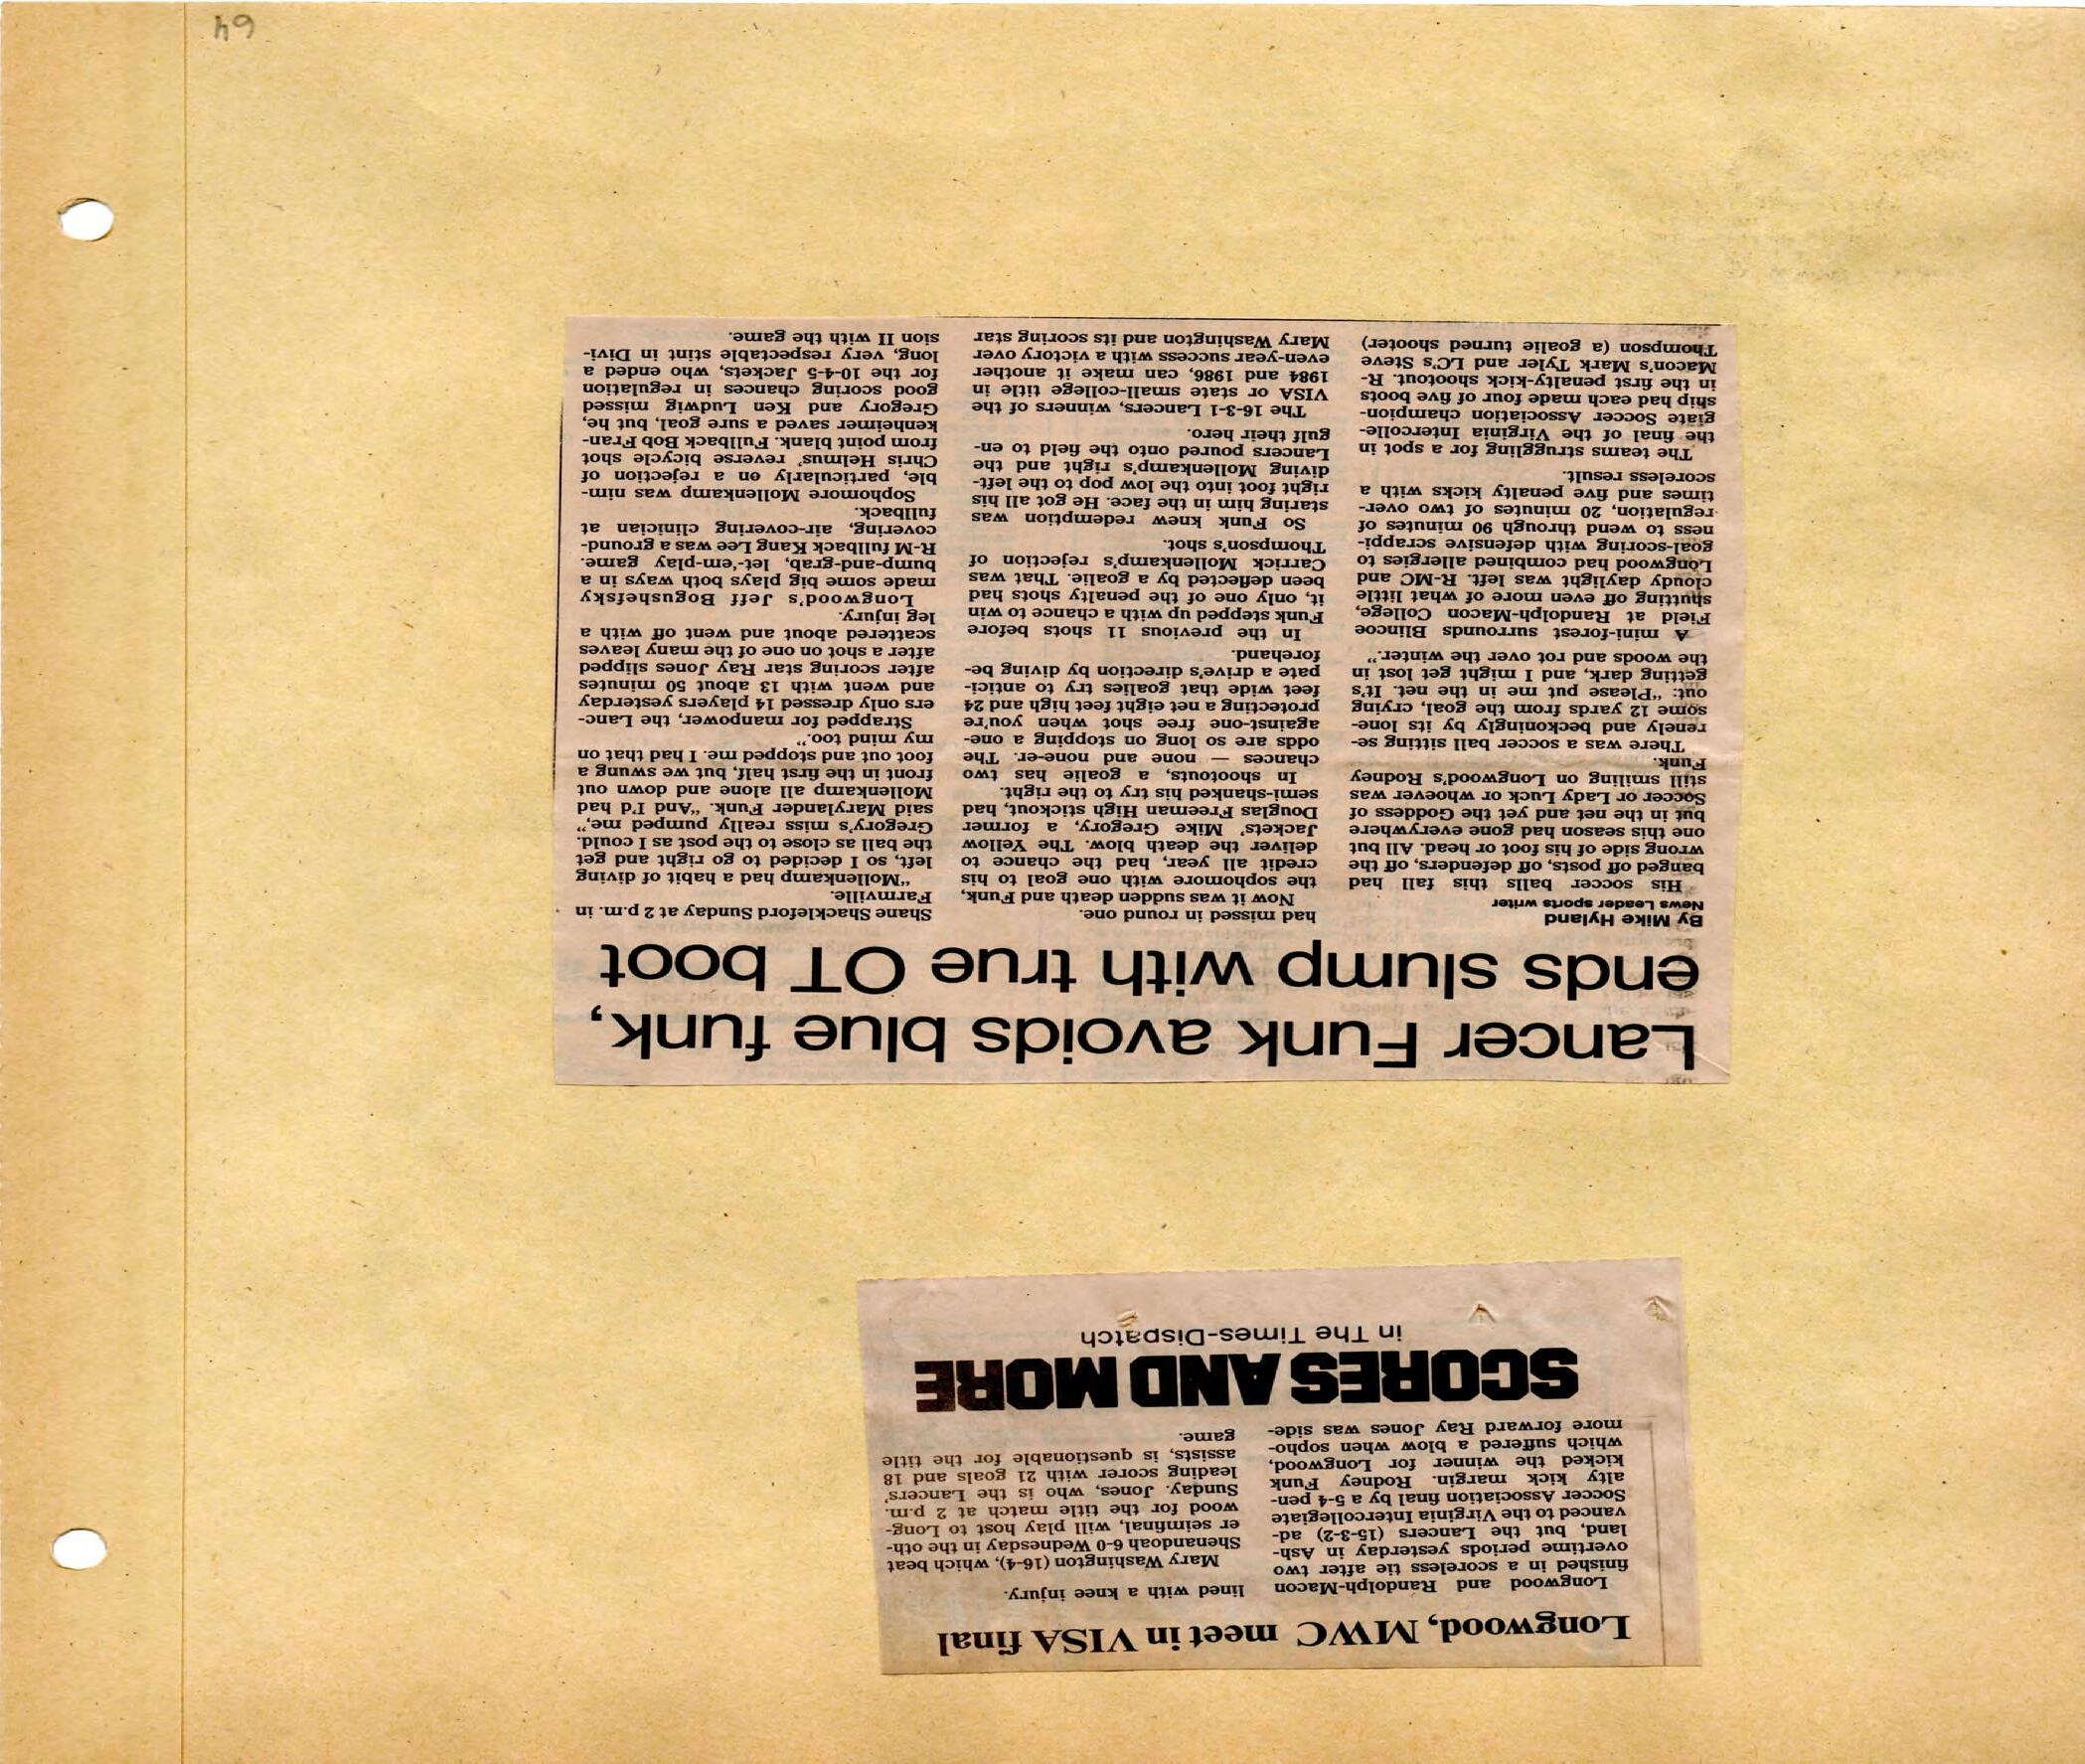 Longwood, MWC meet in VISA final
Longwood and Randolph-Macon
finished in a scoreless tie after two
overtime periods yesterday in Ash-
land, but the Lancers (15-3-2) ad-
vanced to the Virginia Intercollegiate
Soccer Association final by a 5-4 pen-
alty kick margin. Rodney Funk
kicked the winner for Longwood,
which suffered a blow when sopho-
more forward Ray Jones was side-
lined with a knee injury.
Mary Washington (16-4), which beat
Shenandoah 6-0 Wednesday in the oth-
er seimfinal, will play host to Long-
wood for the title match at 2 p.m.
Sunday. Jones, who is the Lancers'
leading scorer with 21 goals and 18
assists, is questionable for the title
game.
SCORES AND MORE
in The Times-Dispatch
Lancer Funk avoids blue funk,
ends slump with true OT boot
By Mike Hyland
News Leader sports writer
His soccer balls this fall had
banged off posts, off defenders, off the
wrong side of his foot or head. All but
one this season had gone everywhere
but in the net and yet the Goddess of
Soccer or Lady Luck or whoever was
still smiling on Longwood's Rodney
Funk.
There was a soccer ball sitting se-
renely and beckoningly by its lone-
some 12 yards from the goal, crying
out: "Please put me in the net. It's
getting dark, and I might get lost in
the woods and rot over the winter."
A mini-forest surrounds Blincoe
Field at Randolph-Macon College,
shutting off even more of what little
cloudy daylight was left. R-MC and
Longwood had combined allergies to
goal-scoring with defensive scrappi-
ness to wend through 90 minutes of
regulation, 20 minutes of two over-
times and five penalty kicks with a
scoreless result.
The teams struggling for a spot in
the final of the Virginia Intercolle-
giate Soccer Association champion-
ship had each made four of five boots
in the first penalty-kick shootout. R-
Macon's Mark Tyler and LC's Steve
Thompson (a goalie turned shooter)
had missed in round one.
Now it was sudden death and Funk,
the sophomore with one goal to his
credit all year, had the chance to
deliver the death blow. The Yellow
Jackets' Mike Gregory, a former
Douglas Freeman High stickout, had
semi-shanked his try to the right.
In shootouts, a goalie has two
chances — none and none-er. The
odds are so long on stopping a one-
against-one free shot when you're
protecting a net eight feet high and 24
feet wide that goalies try to antici-
pate a drive's direction by diving be-
forehand.
In the previous 11 shots before
Funk stepped up with a chance to win
it, only one of the penalty shots had
been deflected by a goalie. That was
Carrick Mollenkamp's rejection of
Thompson's shot.
So Funk knew redemption was
staring him in the face. He got all his
right foot into the low pop to the left-
diving Mollenkamp's right and the
Lancers poured onto the field to en-
gulf their hero.
The 16-3-1 Lancers, winners of the
VISA or state small-college title in
1984 and 1986, can make it another
even-year success with a victory over
Mary Washington and its scoring star
Shane Shackleford Sunday at 2 p.m. in
Farmville.
"Mollenkamp had a habit of diving
left, so I decided to go right and get
the ball as close to the post as I could.
Gregory's miss really pumped me,"
said Marylander Funk. "And I'd had
Mollenkamp all alone and down out
front in the first half, but we swung a
foot out and stopped me. I had that on
my mind too."
Strapped for manpower, the Lanc-
ers only dressed 14 players yesterday
and went with 13 about 50 minutes
after scoring star Ray Jones slipped
after a shot on one of the many leaves
scattered about and went off with a
leg injury.
Longwood's Jeff Bogushefsky
made some big plays both ways in a
bump-and-grab, let-'em-play game.
R-M fullback Kang Lee was a ground-
covering, air-covering clinician at
fullback.
Sophomore Mollenkamp was nim-
ble, particularly on a rejection of
Chris Helmus' reverse bicycle shot
from point blank. Fullback Bob Fran-
kenheimer saved a sure goal, but he,
Gregory and Ken Ludwig missed
good scoring chances in regulation
for the 10-4-5 Jackets, who ended a
long, very respectable stint in Divi-
sion II with the game.
64